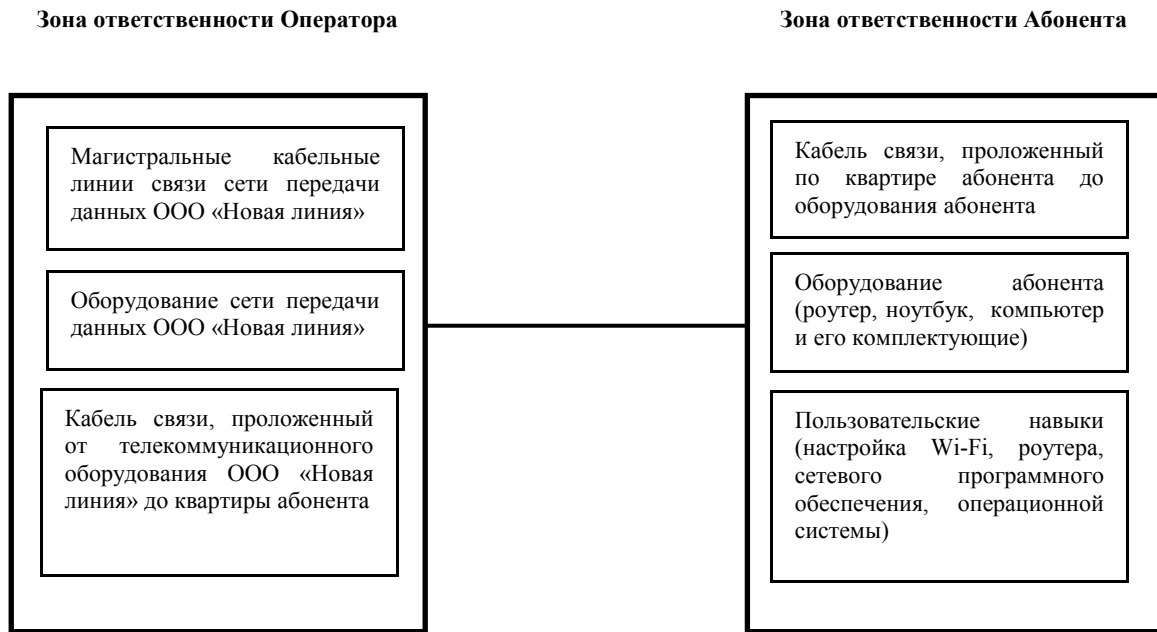 Зона ответственности Оператора
Магистральные кабельные
линии связи сети передачи
данных ООО «Новая линия»
Оборудование сети передачи
данных ООО «Новая линия»
Кабель связи, проложенный
от телекоммуникационного
оборудования ООО «Новая
линия» до квартиры абонента
Зона ответственности Абонента
Кабель связи, проложенный
по квартире абонента до
оборудования абонента
Оборудование абонента
(роутер, ноутбук, компьютер
и его комплектующие)
Пользовательские навыки
(настройка Wi-Fi, роутера,
сетевого программного
обеспечения, операционной
системы)